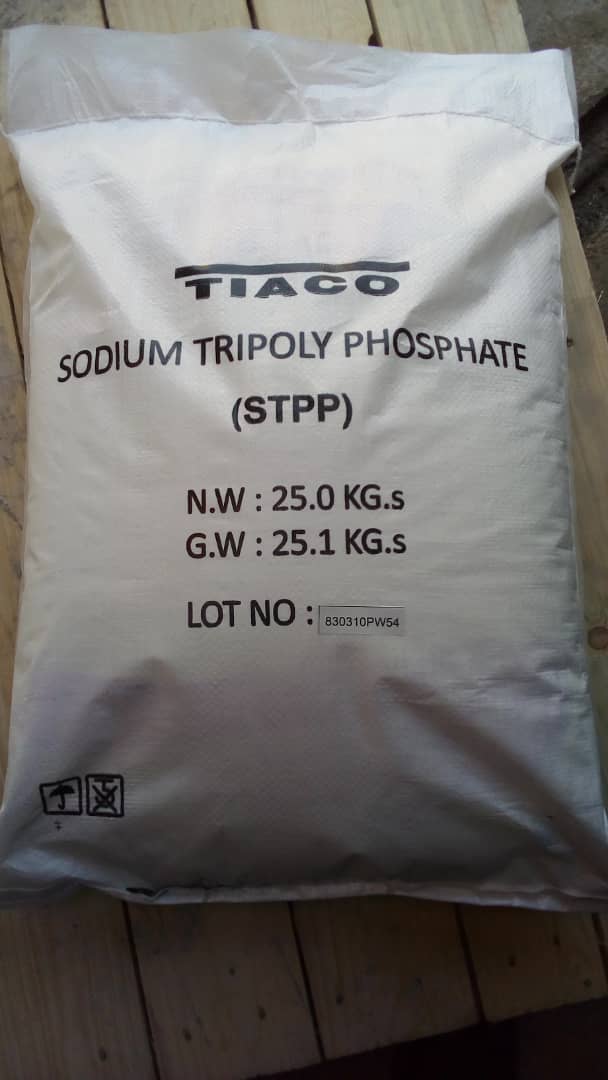 TIACO
SODIUM TRIPOLY PHOSPHATE
(STPP)
N.W : 25.0 KG.s
G.W : 25.1 KG.s
LOT NO : 830310PW54